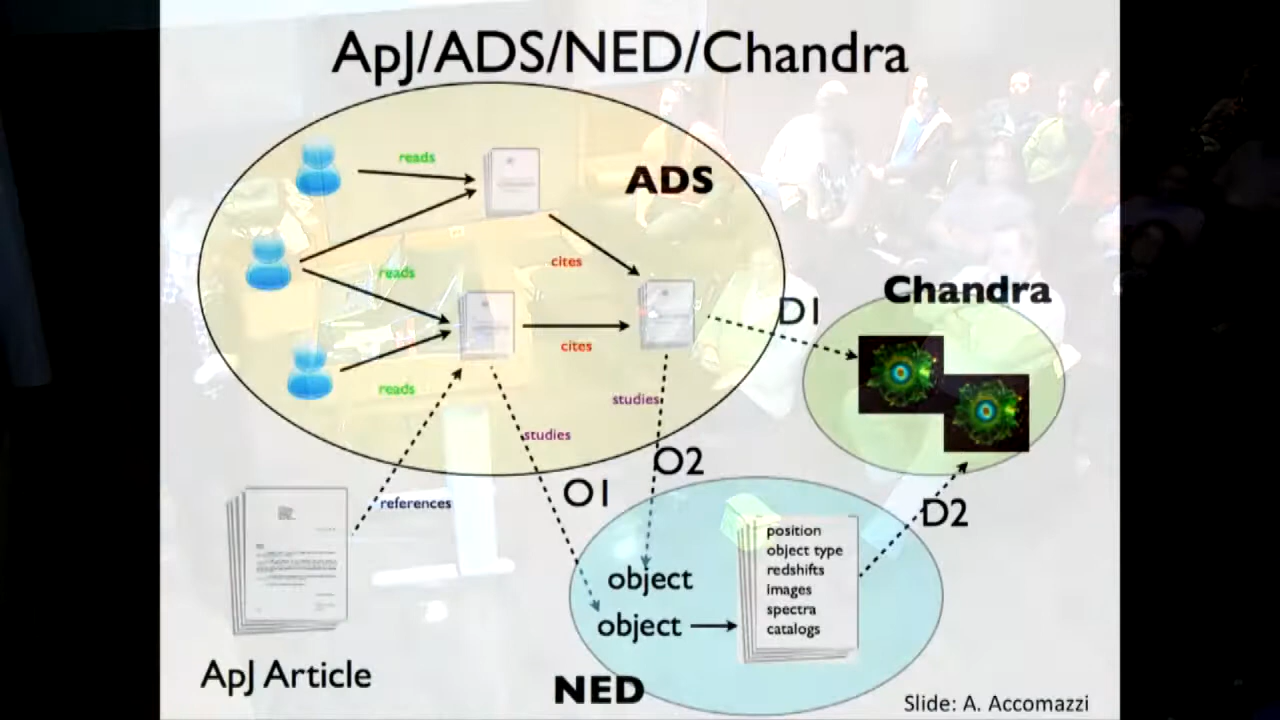 ApJ/ADS/NED/Chandra
reads
ADS
reads
cites
Chandra
D1
cites
reads
studies
studies
O2
O1
references
D2
position
object type
redshifts
images
spectra
catalogs
object
object
ApJ Article
NED
Slide: A. Accomazzi